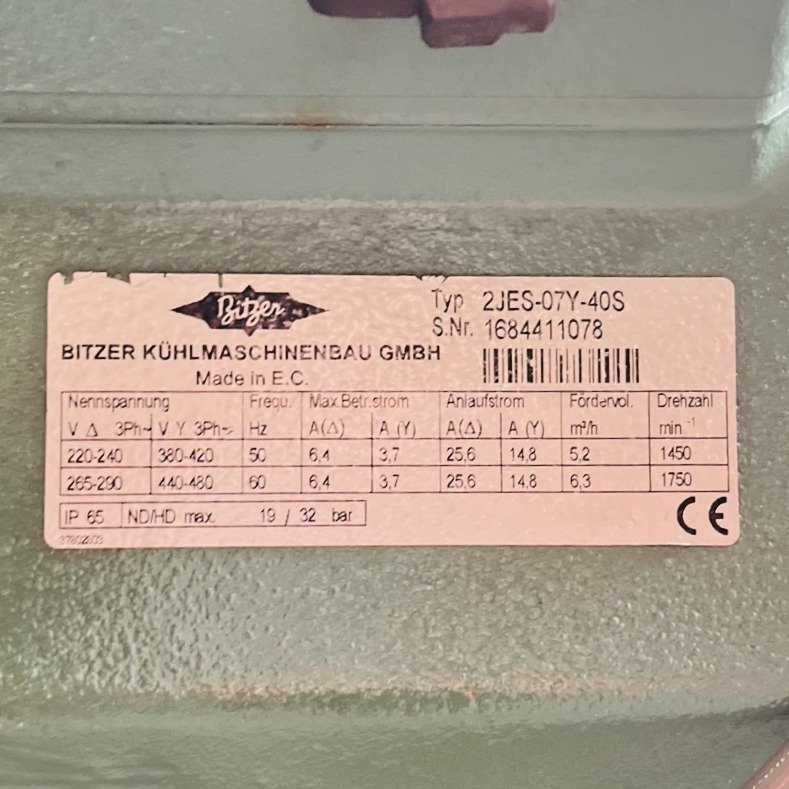 Bitzer
Typ 2JES-07Y-40S
S.Nr. 1684411078
BITZER KÜHLMASCHINENBAU GMBH
Made in E.C.
Nennspannung Frequ. Max.Betr.strom Anlaufstrom Fördervol. Drehzahl
V Δ 3Ph~ V Y 3Ph~ Hz A(Δ) A (Y) A(Δ) A (Y) m³/h min⁻¹
220-240 380-420 50 6,4 3,7 25,6 14,8 5,2 1450
265-290 440-480 60 6,4 3,7 25,6 14,8 6,3 1750
IP 65 ND/HD max. 19 / 32 bar
CE
37802803